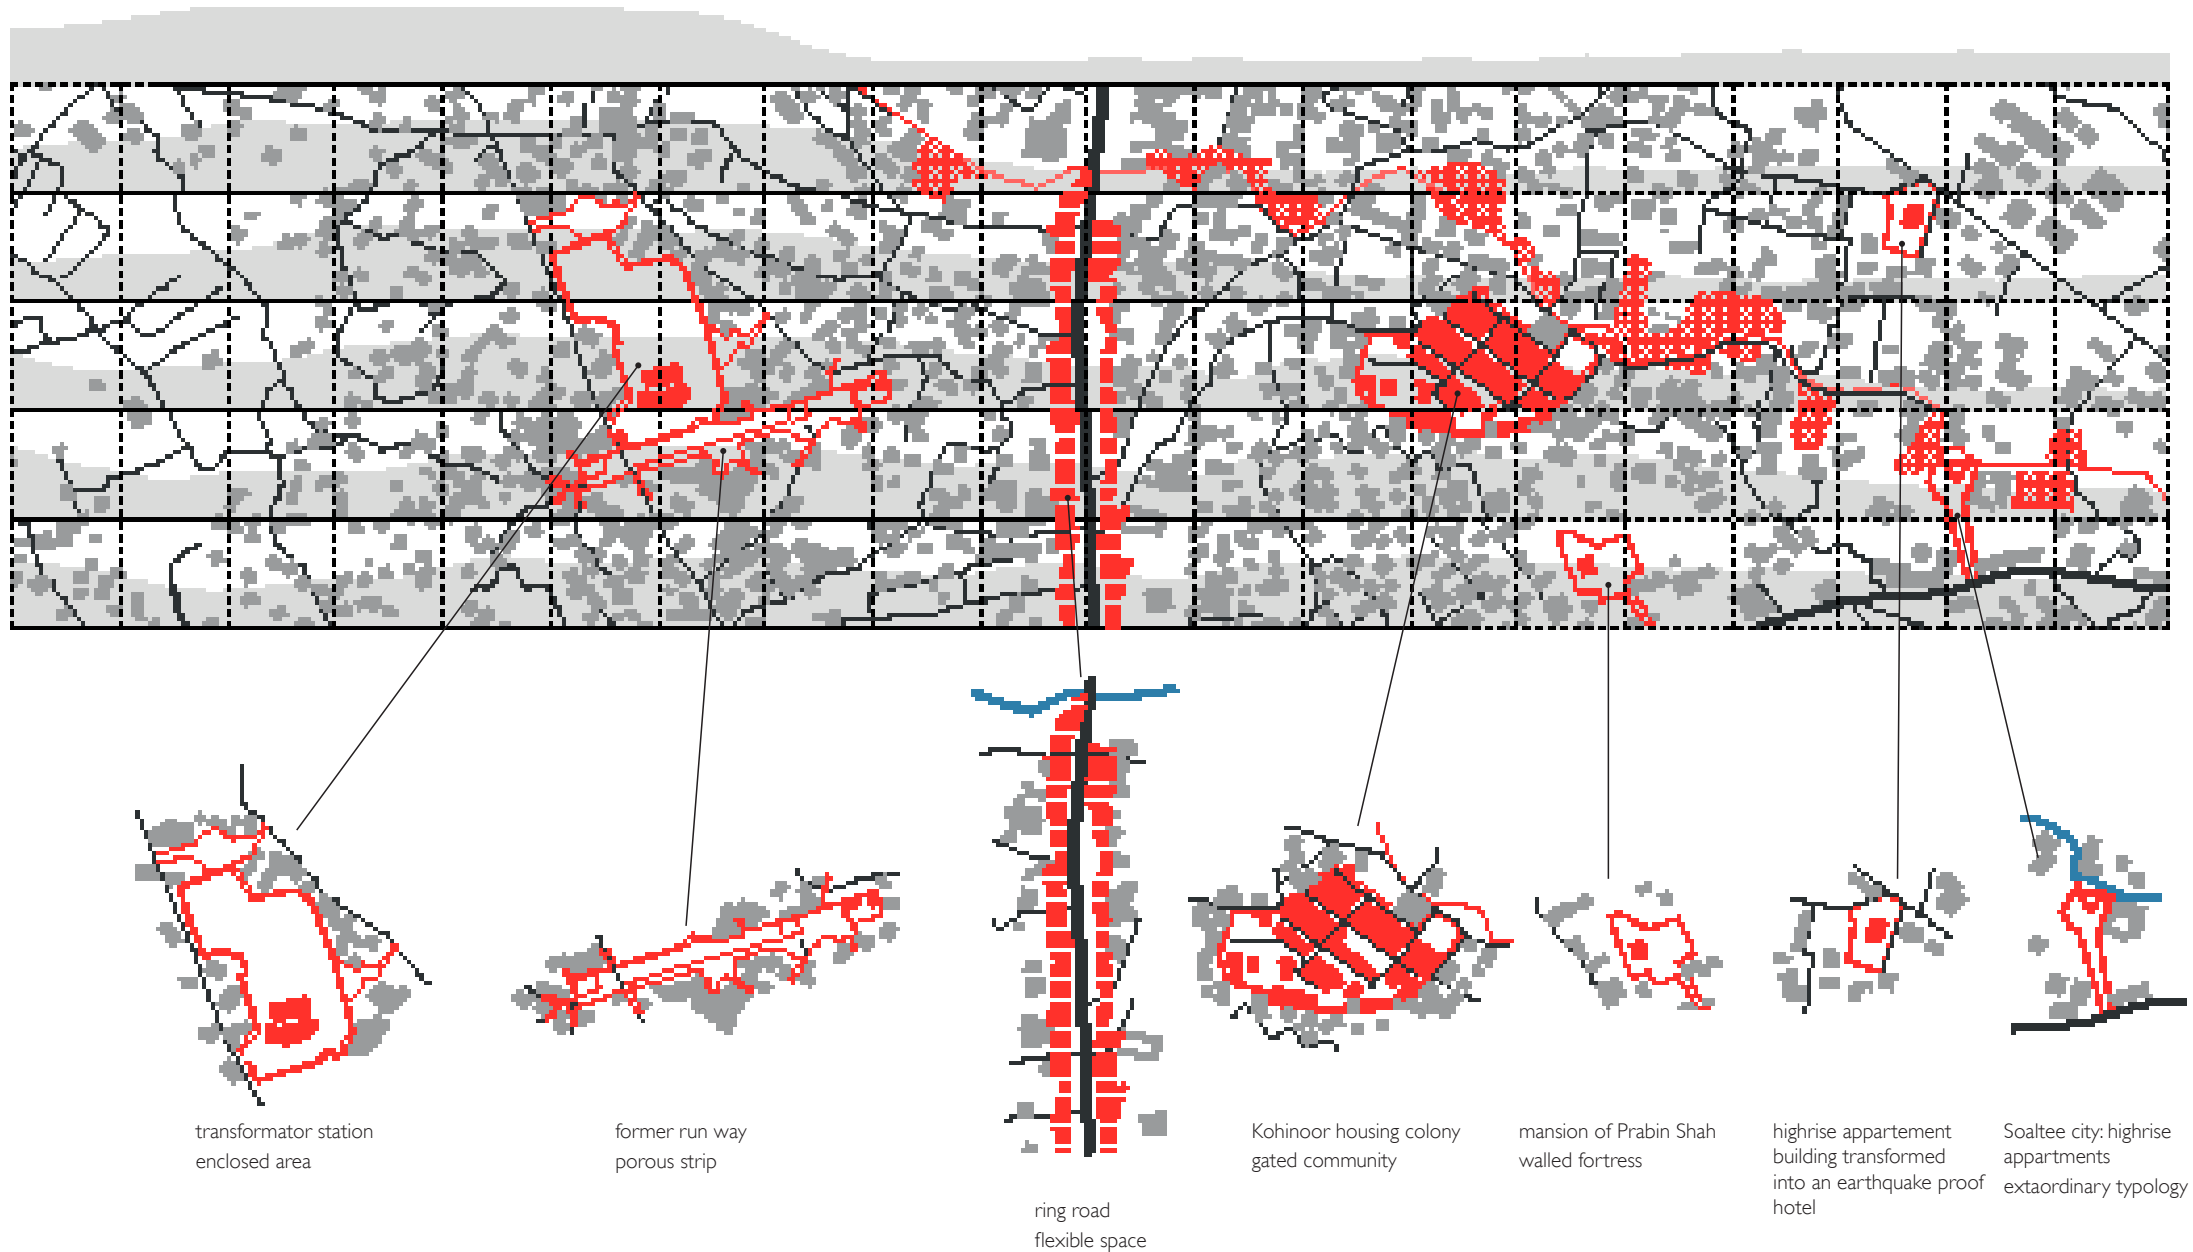 transformator station
enclosed area
former run way
porous strip
ring road
flexible space
Kohinoor housing colony
gated community
mansion of Prabin Shah
walled fortress
highrise appartement
building transformed
into an earthquake proof
hotel
Soaltee city: highrise
appartments
extaordinary typology